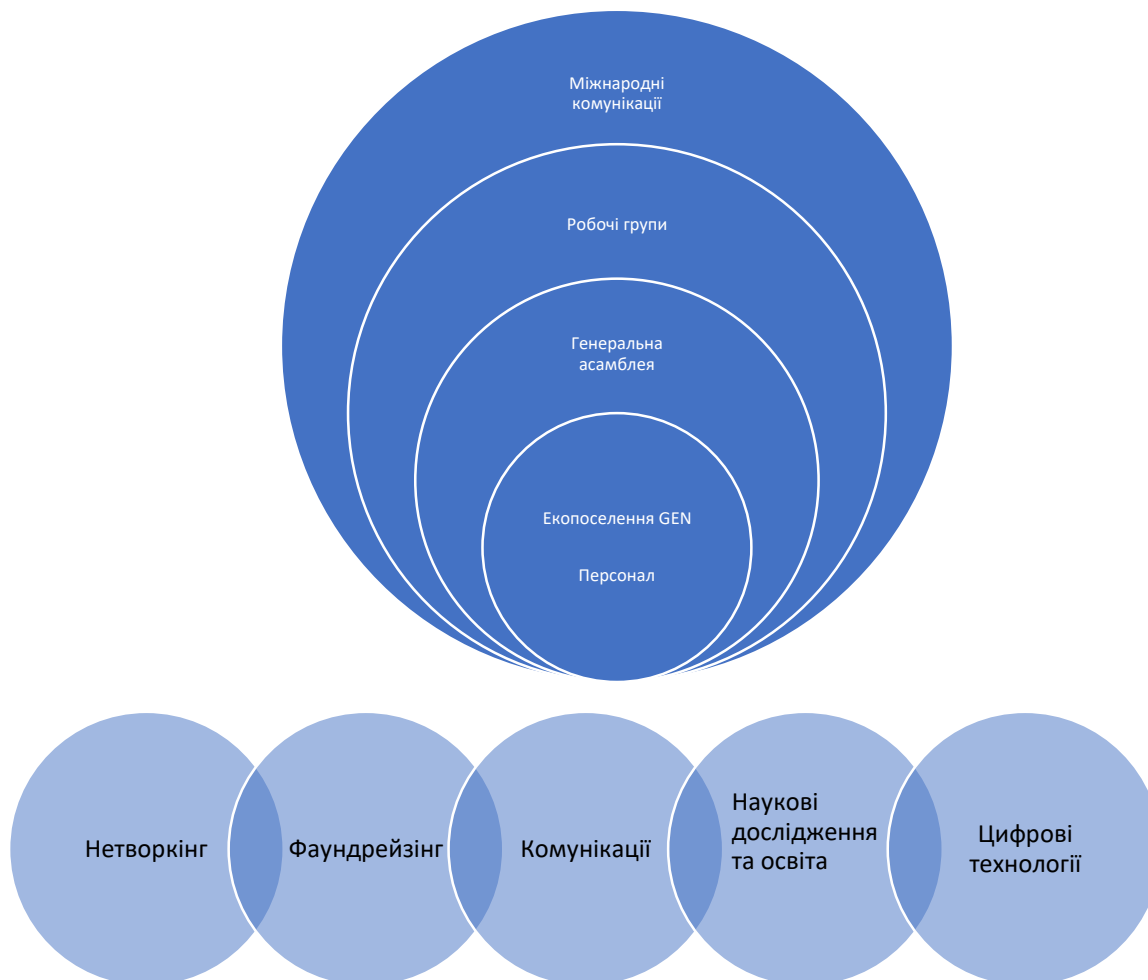 Міжнародні
комунікації
Робочі групи
Генеральна
асамблея
Екопоселення GEN
Персонал
Нетворкінг
Фаундрейзінг
Комунікації
Наукові
дослідження
та освіта
Цифрові
технології